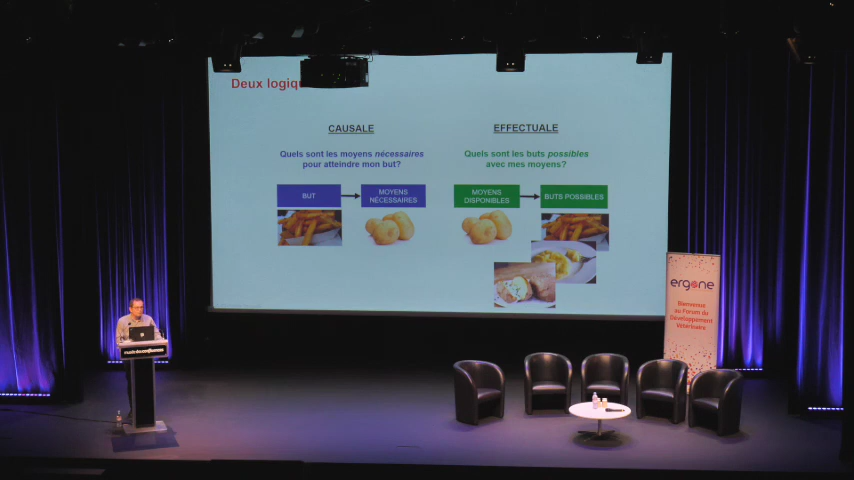 Deux logiq
CAUSALE
EFFECTUALE
Quels sont les moyens nécessaires
pour atteindre mon but?
Quels sont les buts possibles
avec mes moyens?
BUT
MOYENS
NÉCESSAIRES
MOYENS
DISPONIBLES
BUTS POSSIBLES
ergone
Bienvenue
au Forum du
Développement
Vétérinaire